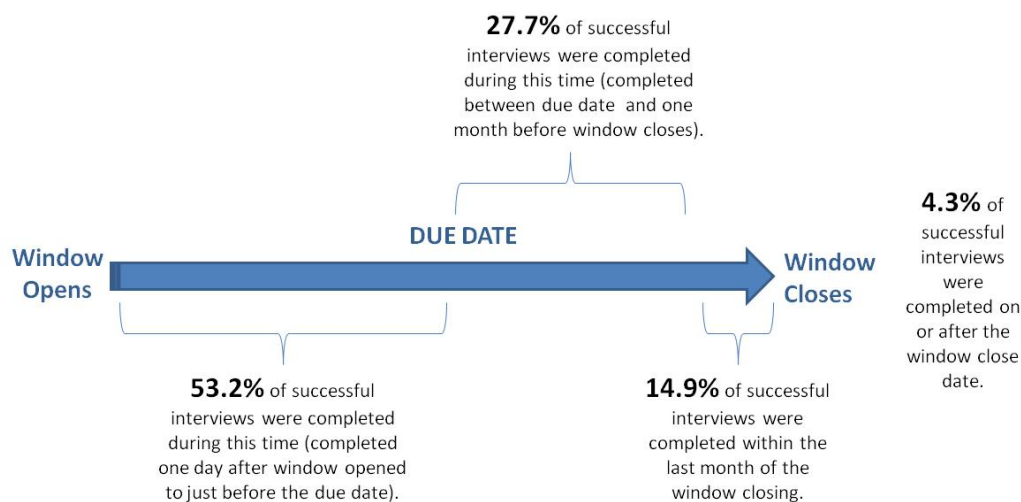 27.7% of successful
interviews were completed
during this time (completed
between due date and one
month before window closes).
DUE DATE
Window
Opens
Window
Closes
4.3% of
successful
interviews
were
completed on
or after the
window close
date.
53.2% of successful
interviews were completed
during this time (completed
one day after window opened
to just before the due date).
14.9% of successful
interviews were
completed within the
last month of the
window closing.